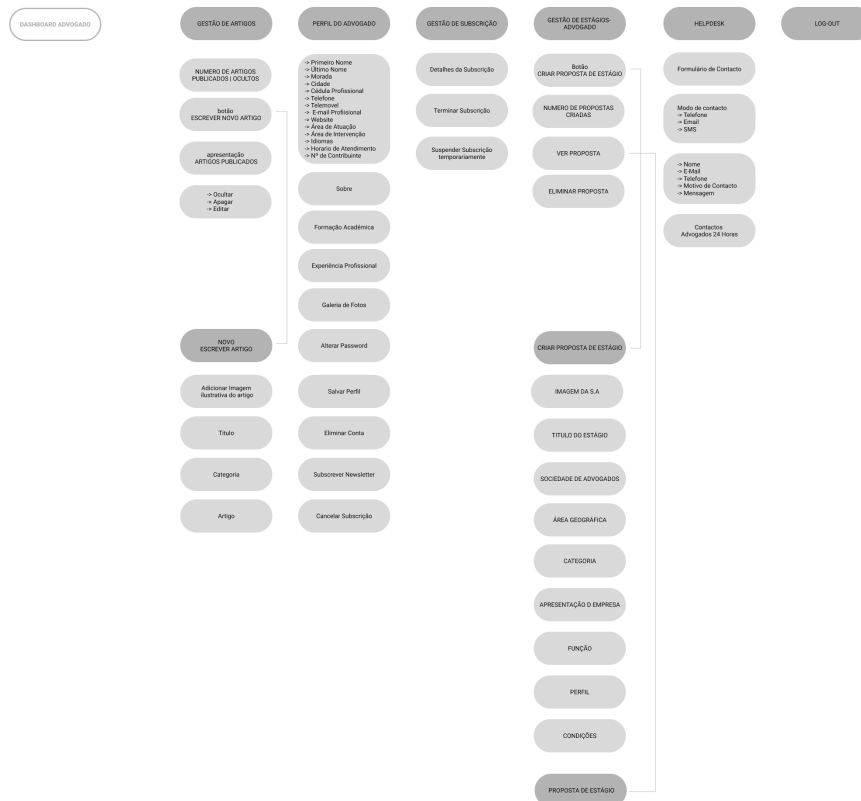 DASHBOARD ADVOGADO
GESTÃO DE ARTIGOS
NUMERO DE ARTIGOS
PUBLICADOS | OCULTOS
botão
ESCREVER NOVO ARTIGO
apresentação
ARTIGOS PUBLICADOS
-> Ocultar
-> Apagar
-> Editar
NOVO
ESCREVER ARTIGO
Adicionar Imagem
ilustrativa do artigo
Titulo
Categoria
Artigo
PERFIL DO ADVOGADO
-> Primeiro Nome
-> Último Nome
-> Morada
-> Cidade
-> Cédula Profissional
-> Telefone
-> Telemovel
-> E-mail Profiisional
-> Website
-> Área de Atuação
-> Área de Intervenção
-> Idiomas
-> Horario de Atendimento
-> Nº de Contribuinte
Sobre
Formação Académica
Experiência Profissional
Galeria de Fotos
Alterar Password
Salvar Perfil
Eliminar Conta
Subscrever Newsletter
Cancelar Subscrição
GESTÃO DE SUBSCRIÇÃO
Detalhes da Subscrição
Terminar Subscrição
Suspender Subscrição
temporariamente
GESTÃO DE ESTÁGIOS-
ADVOGADO
Botão
CRIAR PROPOSTA DE ESTÁGIO
NUMERO DE PROPOSTAS
CRIADAS
VER PROPOSTA
ELIMINAR PROPOSTA
CRIAR PROPOSTA DE ESTÁGIO
IMAGEM DA S.A
TITULO DO ESTÁGIO
SOCIEDADE DE ADVOGADOS
ÁREA GEOGRÁFICA
CATEGORIA
APRESENTAÇÃO D EMPRESA
FUNÇÃO
PERFIL
CONDIÇÕES
PROPOSTA DE ESTÁGIO
HELPDESK
Formulário de Contacto
Modo de contacto
-> Telefone
-> Email
-> SMS
-> Nome
-> E-Mail
-> Telefone
-> Motivo de Contacto
-> Mensagem
Contactos
Advogados 24 Horas
LOG-OUT